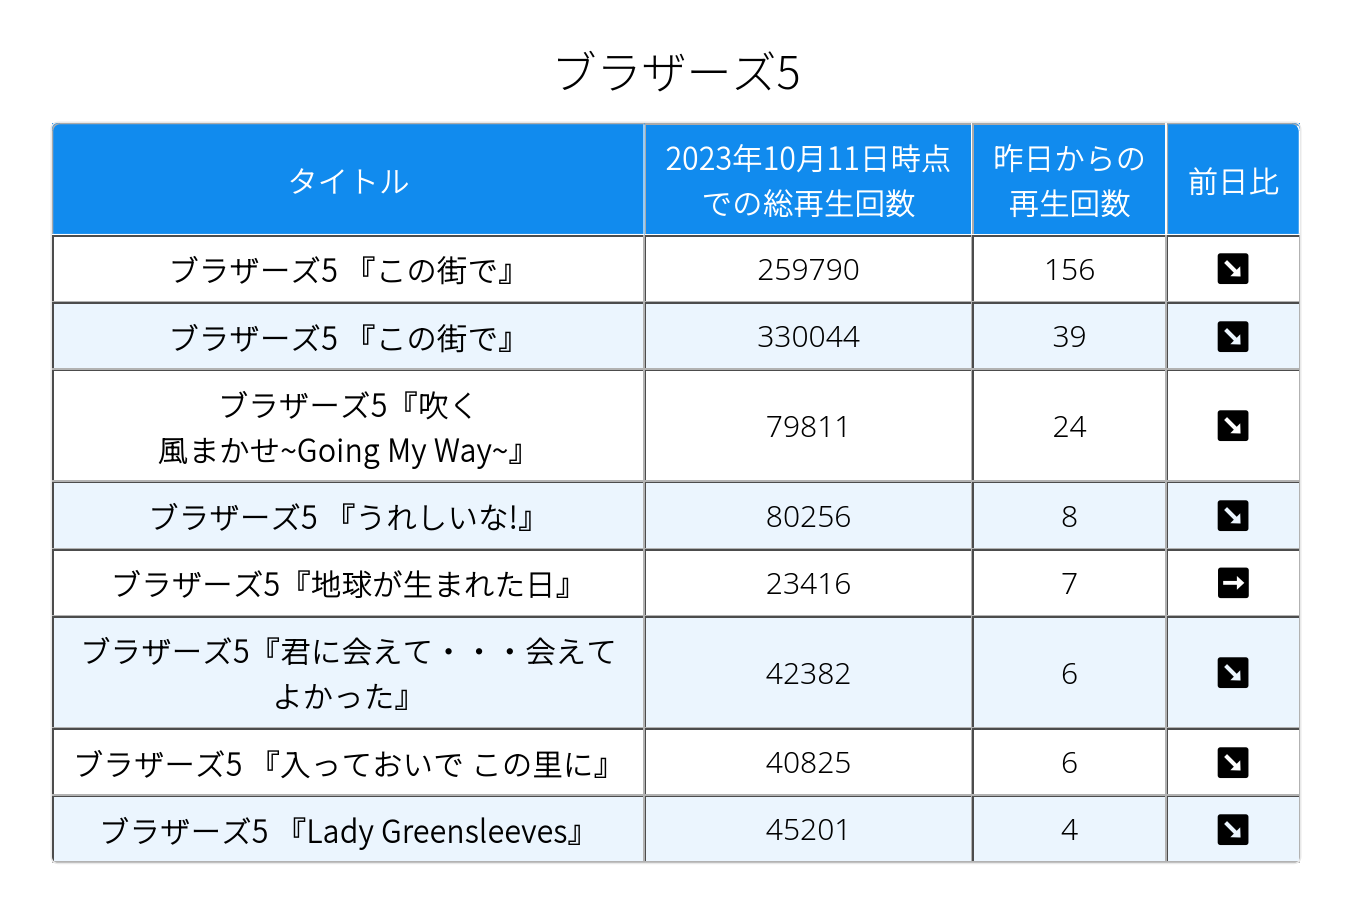 ブラザーズ5
タイトル
2023年10月11日時点
での総再生回数
昨日からの
再生回数
前日比
ブラザーズ5 『この街で』
259790
156
ブラザーズ5 『この街で』
330044
39
ブラザーズ5『吹く
風まかせ~Going My Way~』
79811
24
ブラザーズ5 『うれしいな!』
80256
8
ブラザーズ5『地球が生まれた日』
23416
7
ブラザーズ5『君に会えて・・・会えて
よかった』
42382
6
ブラザーズ5 『入っておいで この里に』
40825
6
ブラザーズ5 『Lady Greensleeves』
45201
4